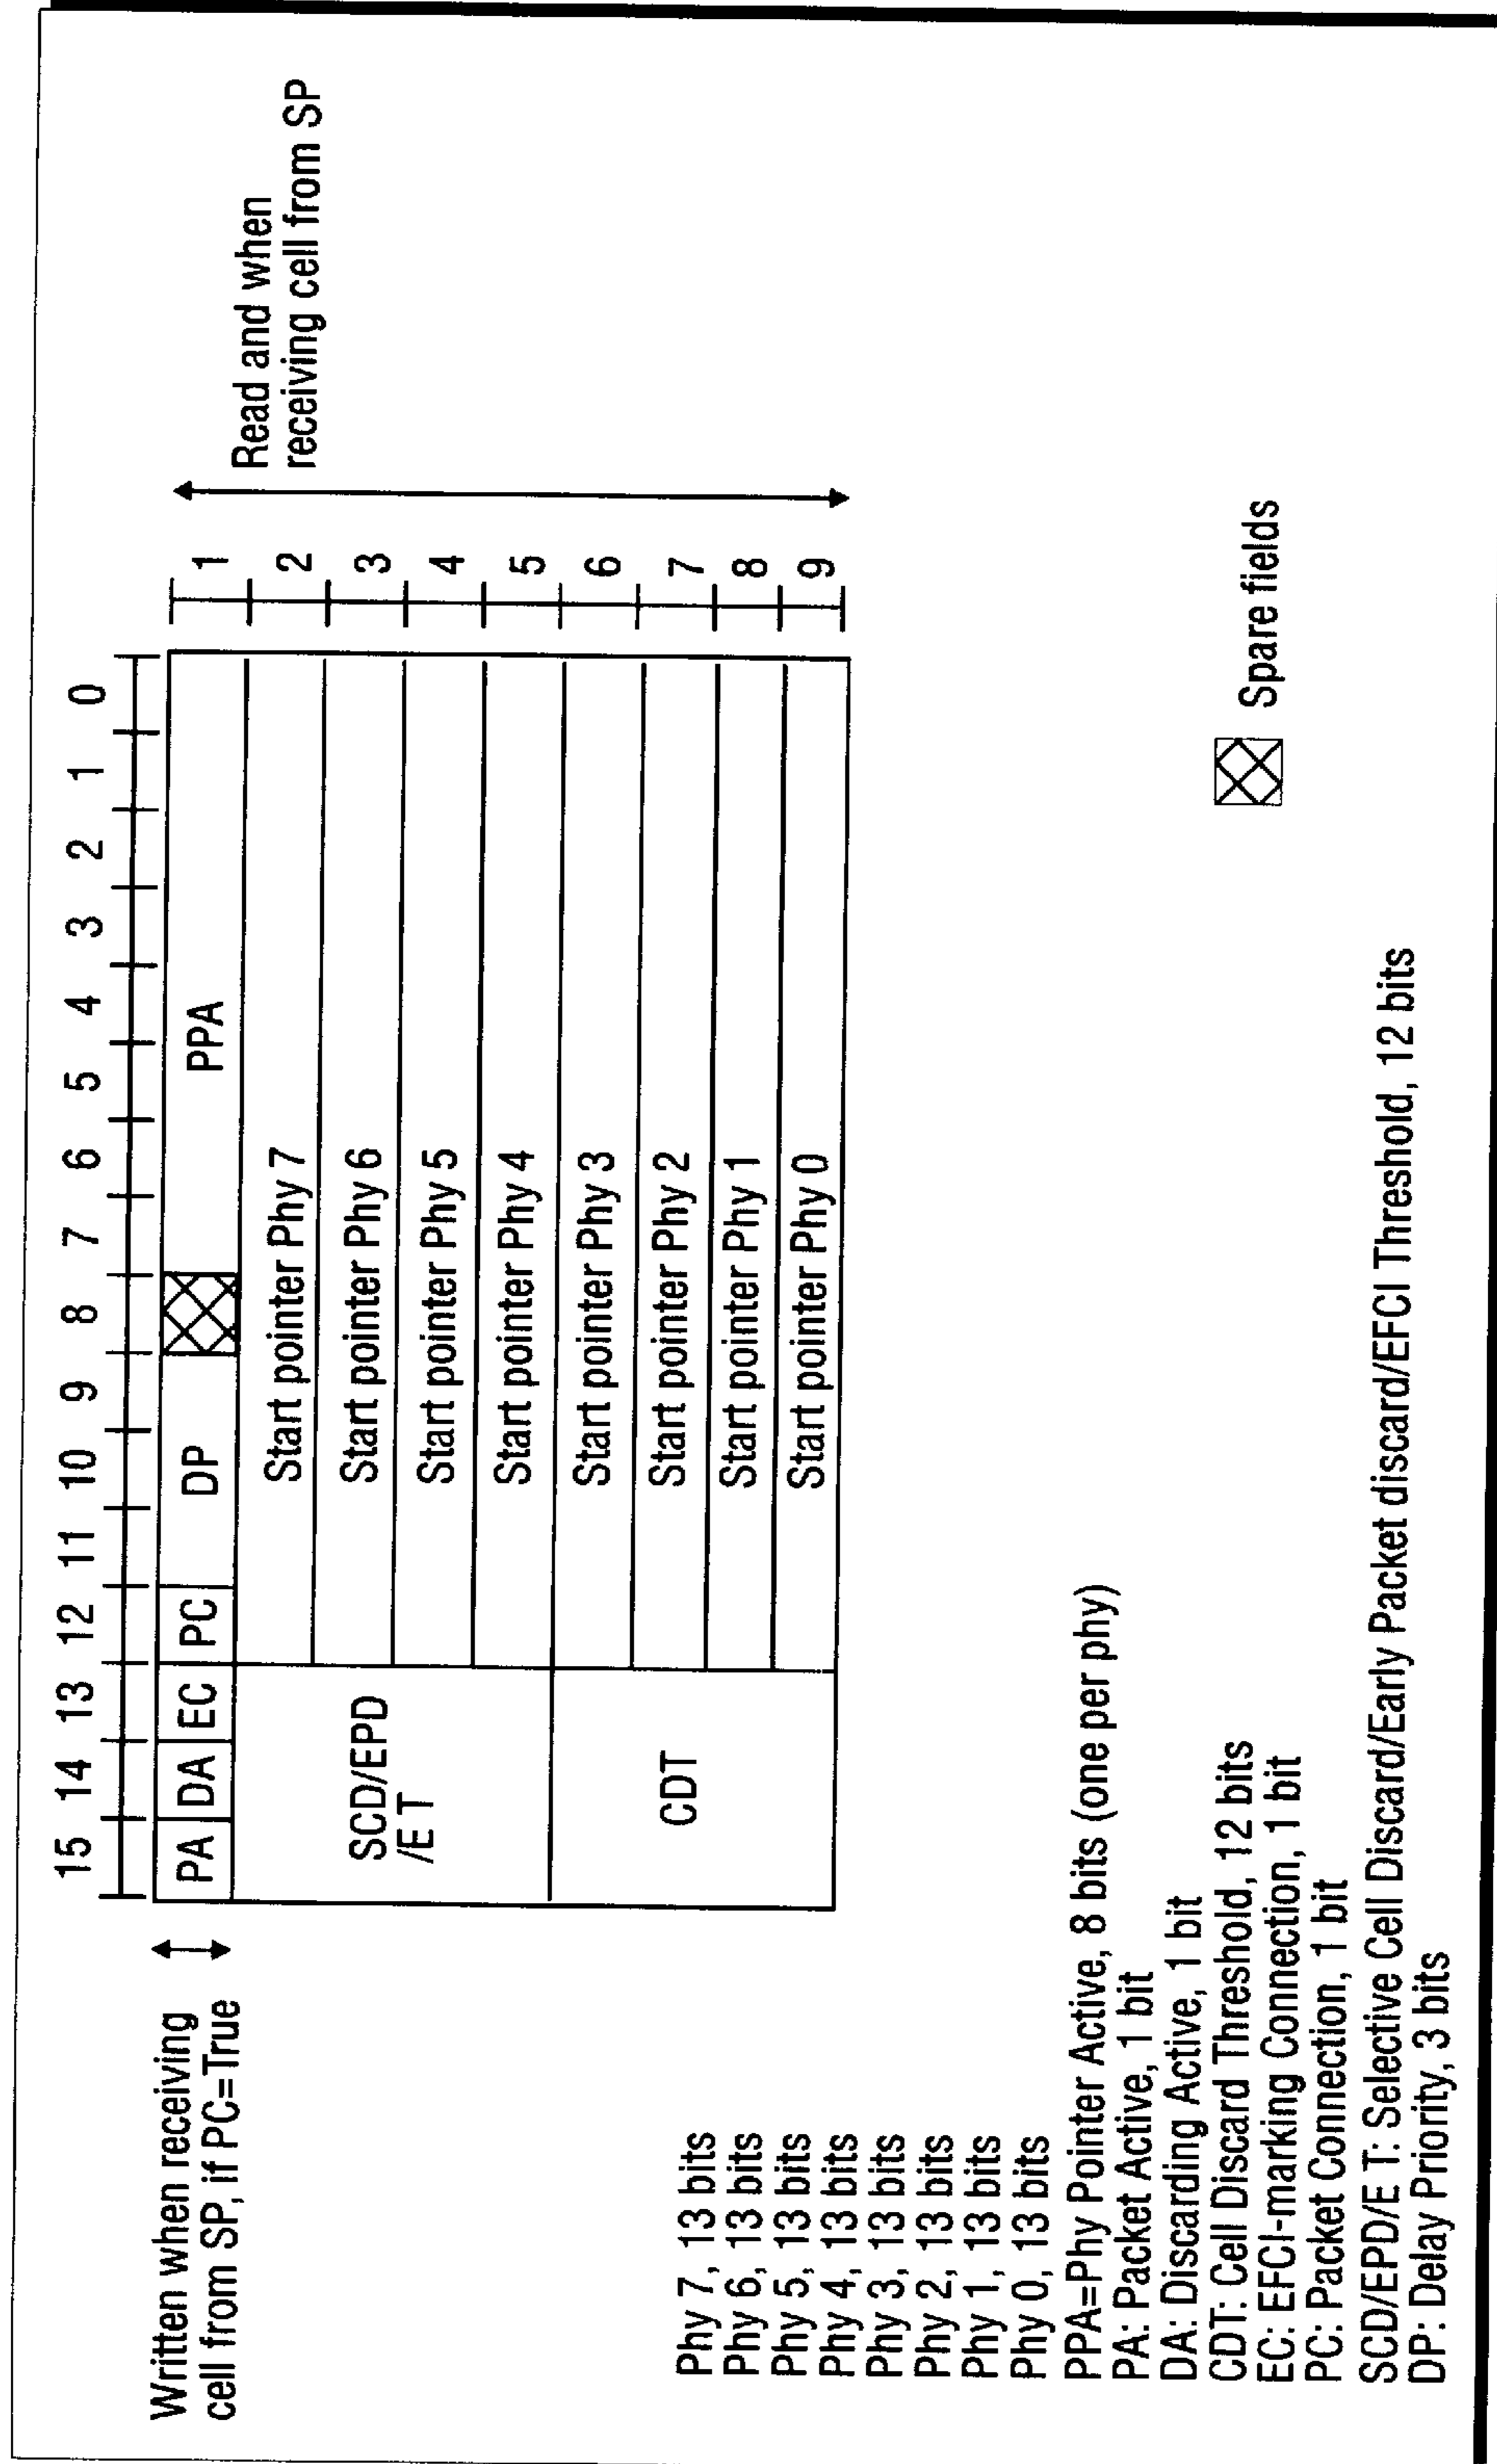 15 14 13 12 11 10 9 8 7 6 5 4 3 2 1 0
Written when receiving
cell from SP, if PC=True
PA DA EC PC DP PPA 1
Read and when
receiving cell from SP
SCD/EPD
/E T
Start pointer Phy 7 2
Start pointer Phy 6 3
Start pointer Phy 5 4
Start pointer Phy 4 5
CDT
Start pointer Phy 3 6
Start pointer Phy 2 7
Start pointer Phy 1 8
Start pointer Phy 0 9
Phy 7, 13 bits
Phy 6, 13 bits
Phy 5, 13 bits
Phy 4, 13 bits
Phy 3, 13 bits
Phy 2, 13 bits
Phy 1, 13 bits
Phy 0, 13 bits
PPA=Phy Pointer Active, 8 bits (one per phy)
PA: Packet Active, 1 bit
DA: Discarding Active, 1 bit
CDT: Cell Discard Threshold, 12 bits
EC: EFCI-marking Connection, 1 bit
PC: Packet Connection, 1 bit
Spare fields
SCD/EPD/E T: Selective Cell Discard/Early Packet discard/EFCI Threshold, 12 bits
DP: Delay Priority, 3 bits